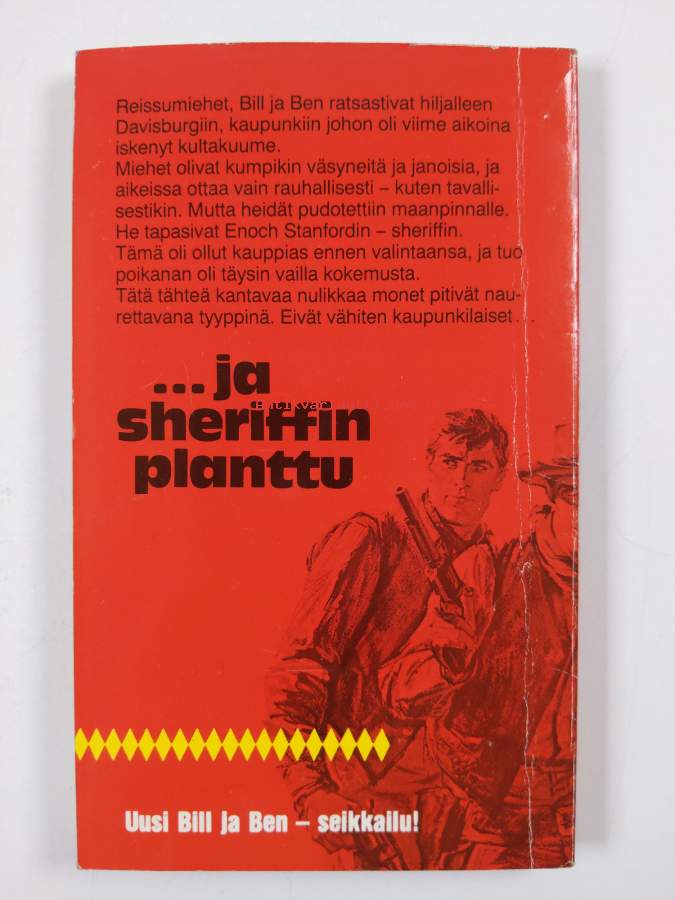 Reissumiehet, Bill ja Ben ratsastivat hiljalleen
Davisburgiin, kaupunkiin johon oli viime aikoina
iskenyt kultakuume.
Miehet olivat kumpikin väsyneitä ja janoisia, ja
aikeissa ottaa vain rauhallisesti – kuten tavalli-
sestikin. Mutta heidät pudotettiin maanpinnalle.
He tapasivat Enoch Stanfordin – sheriffin.
Tämä oli ollut kauppias ennen valintaansa, ja tuo
poikanan oli täysin vailla kokemusta.
Tätä tähteä kantavaa nulikkaa monet pitivät nau-
rettavana tyyppinä. Eivät vähiten kaupunkilaiset...
... ja
sheriffin
planttu
Uusi Bill ja Ben – seikkailu!